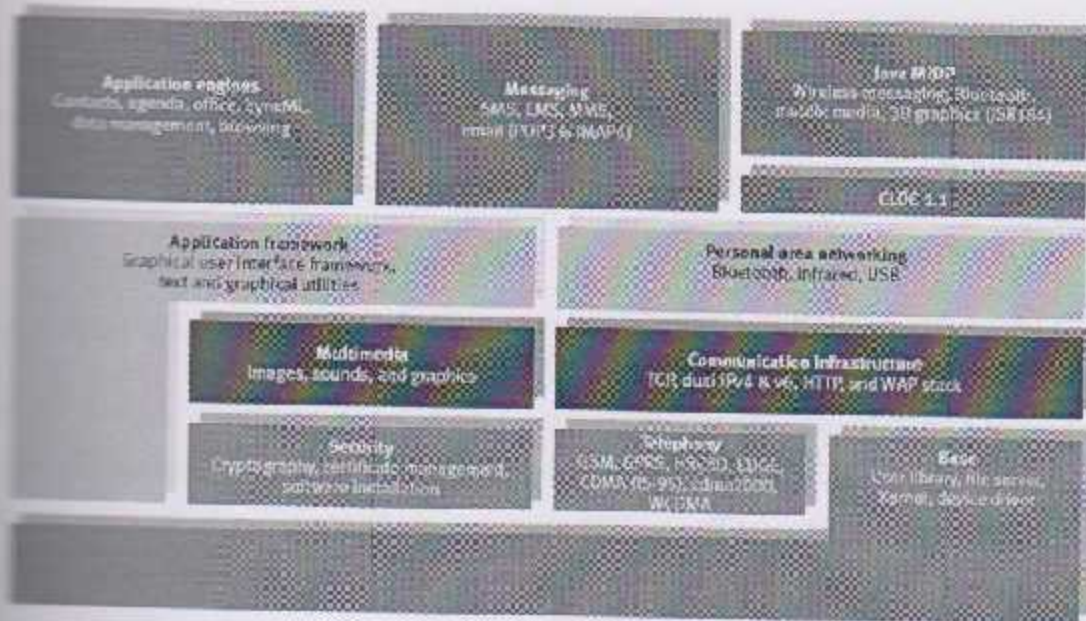 Application engines
Contacts, agenda, office, SyncML,
data management, browsing
Messaging
SMS, EMS, MMS,
email (POP3 & IMAP4)
Java MIDP
Wireless messaging, Bluetooth,
mobile media, 3D graphics (JSR184)
CLDC 1.1
Application framework
Graphical user interface framework,
text and graphical utilities
Personal area networking
Bluetooth, infrared, USB
Multimedia
Images, sounds, and graphics
Communication infrastructure
TCP, dual IPv4 & v6, HTTP, and WAP stack
Security
Cryptography, certificate management,
software installation
Telephony
GSM, GPRS, HSCSD, EDGE,
CDMA (IS-95), cdma2000,
WCDMA
Base
User library, file server,
Kernel, device driver